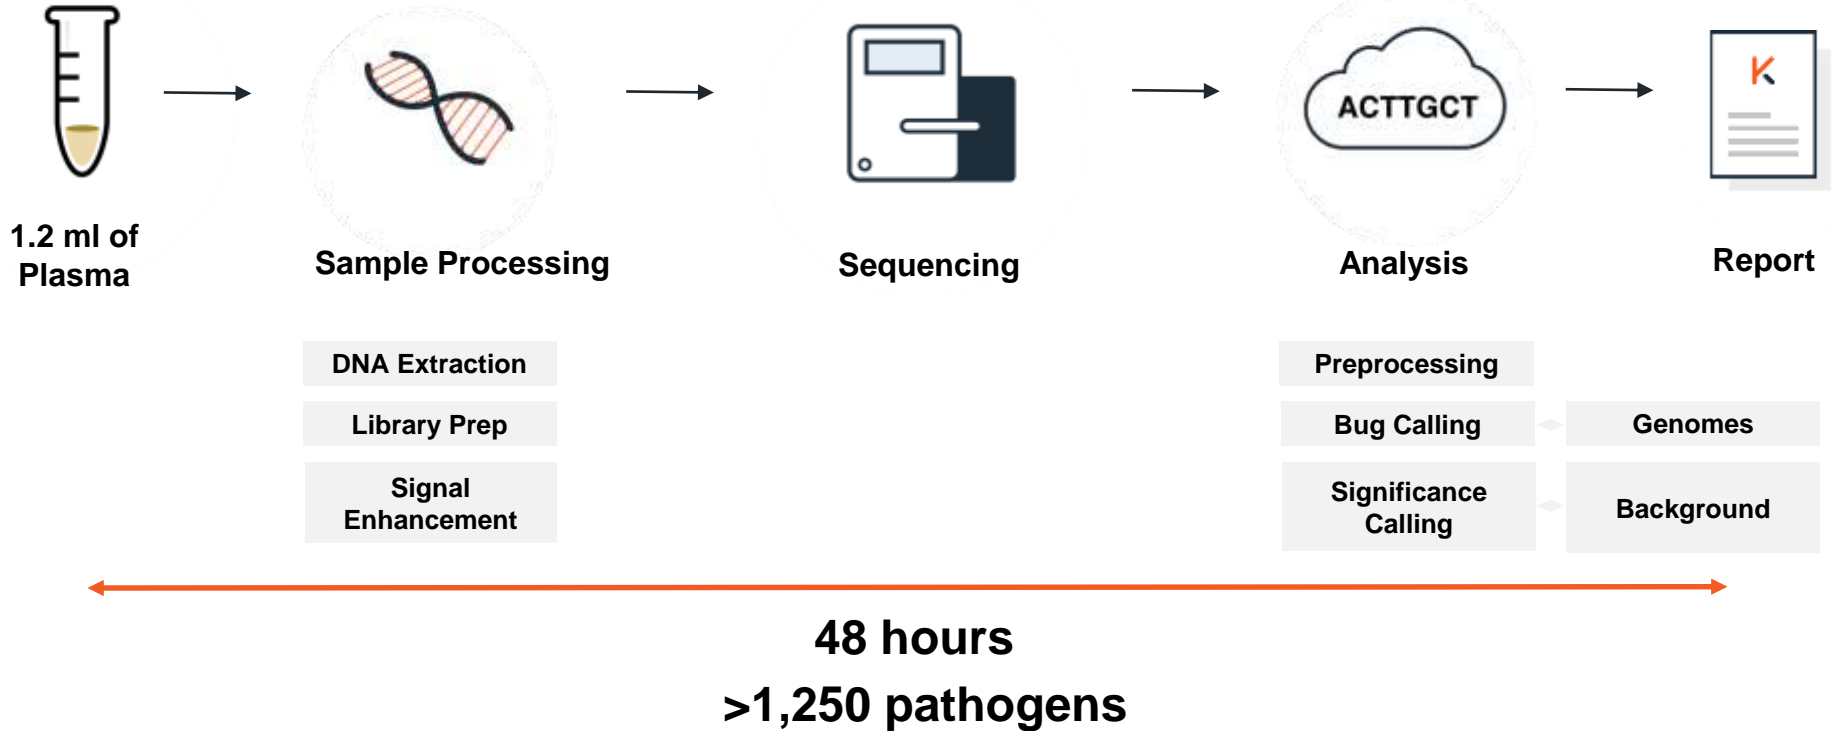 ACTTGCT
1.2 ml of
Plasma
Sample Processing
Sequencing
Analysis
Report
DNA Extraction
Library Prep
Signal
Enhancement
Preprocessing
Bug Calling
Genomes
Significance
Calling
Background
48 hours
>1,250 pathogens